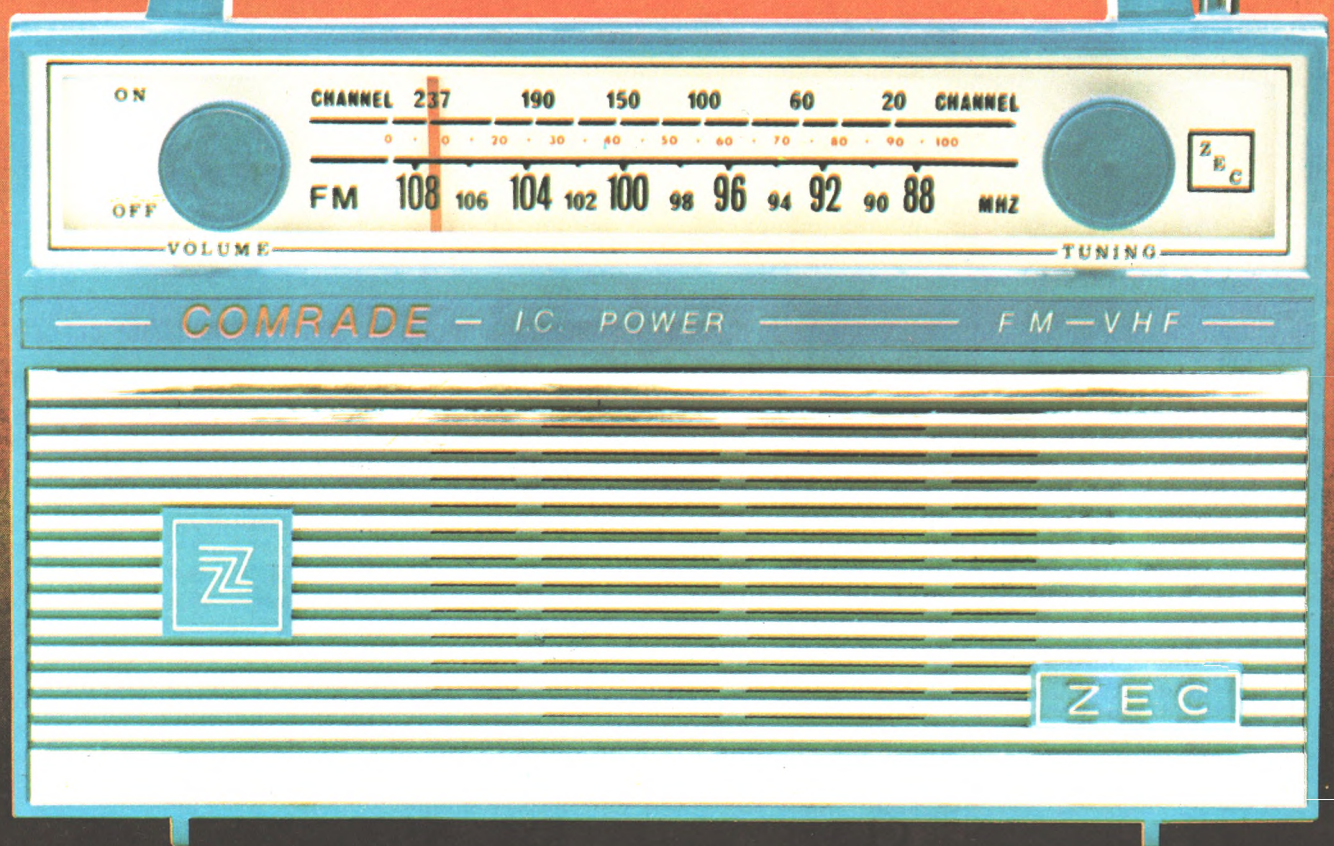 ON
OFF
VOLUME
CHANNEL 237 190 150 100 60 20 CHANNEL
0 20 30 40 50 60 70 80 90 100
FM 108 106 104 102 100 98 96 94 92 90 88 MHZ
TUNING
ZEC
COMRADE — I.C. POWER — FM—VHF
Z
ZEC